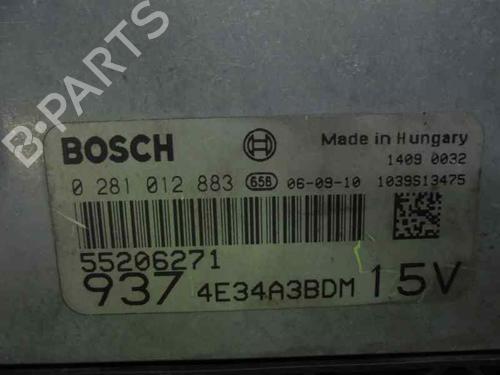 B-PARTS
BOSCH
Made in Hungary
1409 0032
0 281 012 883 65B 06-09-10 1039S13475
55206271
937 4E34A3BDM 15V